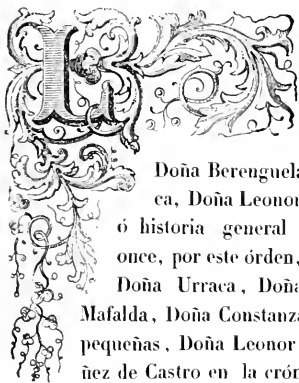 La
Doña Berenguela
ca, Doña Leonor
ó historia general
once, por este órden,
Doña Urraca, Doña
Mafalda, Doña Constanza
pequeñas, Doña Leonor
ñez de Castro en la crón